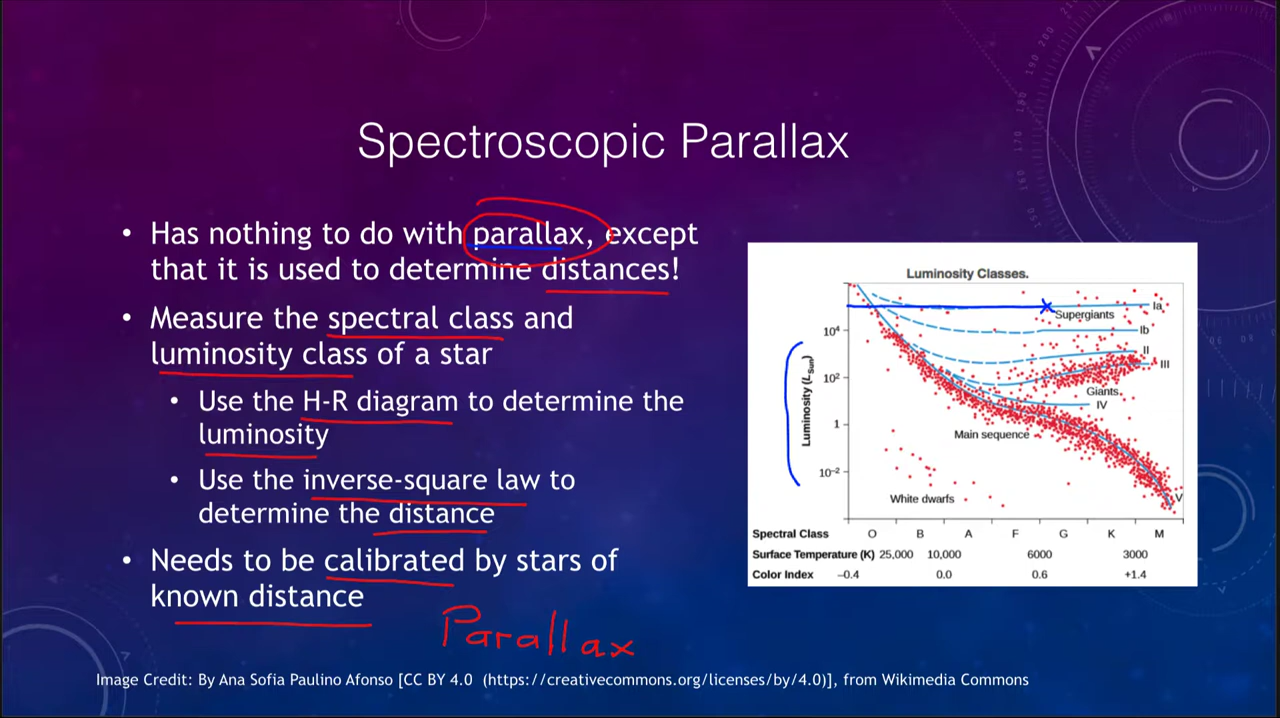 Spectroscopic Parallax
• Has nothing to do with parallax, except
that it is used to determine distances!
• Measure the spectral class and
luminosity class of a star
• Use the H-R diagram to determine the
luminosity
• Use the inverse-square law to
determine the distance
• Needs to be calibrated by stars of
known distance
Parallax
Luminosity Classes.
Ia
Supergiants
10⁴
Ib
II
III
10²
Giants
IV
Luminosity (L_Sun)
1
Main sequence
10⁻²
White dwarfs
V
Spectral Class O B A F G K M
Surface Temperature (K) 25,000 10,000 6000 3000
Color Index −0.4 0.0 0.6 +1.4
Image Credit: By Ana Sofia Paulino Afonso [CC BY 4.0 (https://creativecommons.org/licenses/by/4.0)], from Wikimedia Commons